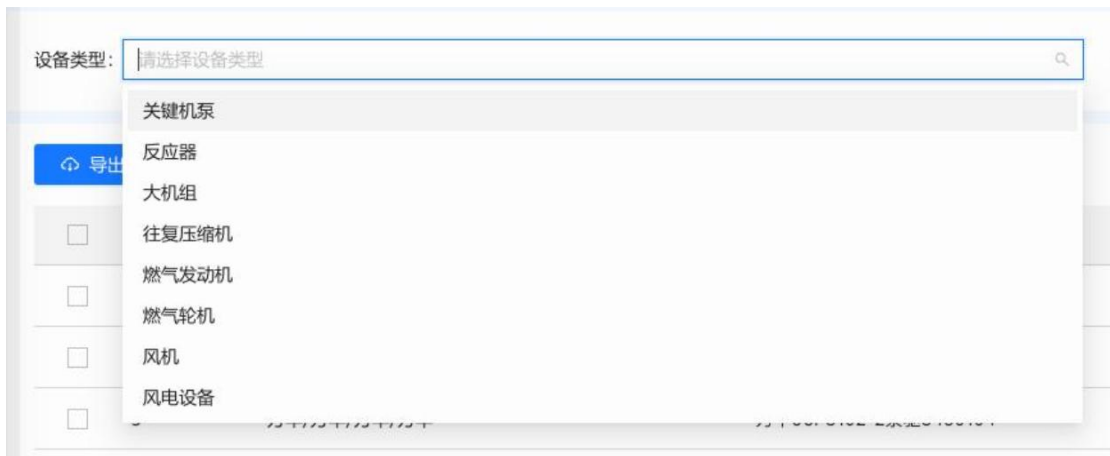 设备类型: 请选择设备类型
关键机泵
反应器
导出
大机组
往复压缩机
燃气发动机
燃气轮机
风机
风电设备